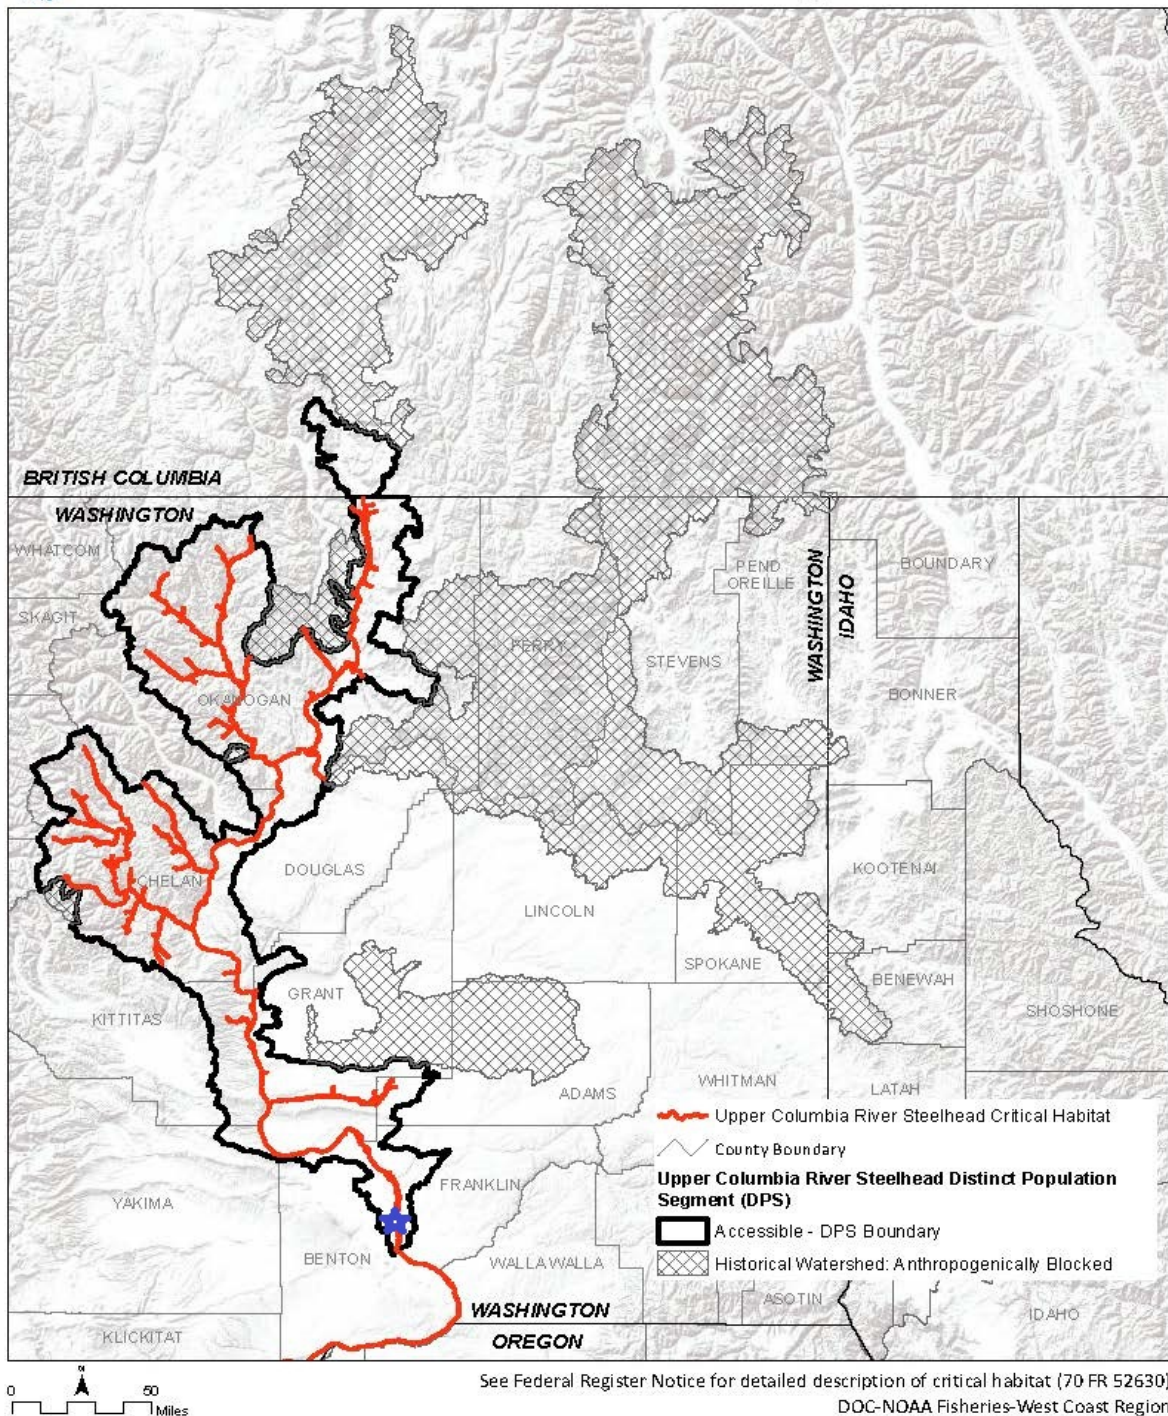 BRITISH COLUMBIA
WASHINGTON
WHATCOM
SKAGIT
OKANOGAN
FERRY
STEVENS
PEND
OREILLE
WASHINGTON
IDAHO
BOUNDARY
BONNER
CHELAN
DOUGLAS
LINCOLN
SPOKANE
KOOTENAI
BENEWAH
SHOSHONE
KITTITAS
GRANT
ADAMS
WHITMAN
LATAH
Upper Columbia River Steelhead Critical Habitat
County Boundary
Upper Columbia River Steelhead Distinct Population
Segment (DPS)
Accessible - DPS Boundary
Historical Watershed: Anthropogenically Blocked
YAKIMA
FRANKLIN
BENTON
WALLA WALLA
ASOTIN
IDAHO
KLICKITAT
WASHINGTON
OREGON
0 50
Miles
See Federal Register Notice for detailed description of critical habitat (70 FR 52630)
DOC-NOAA Fisheries-West Coast Region